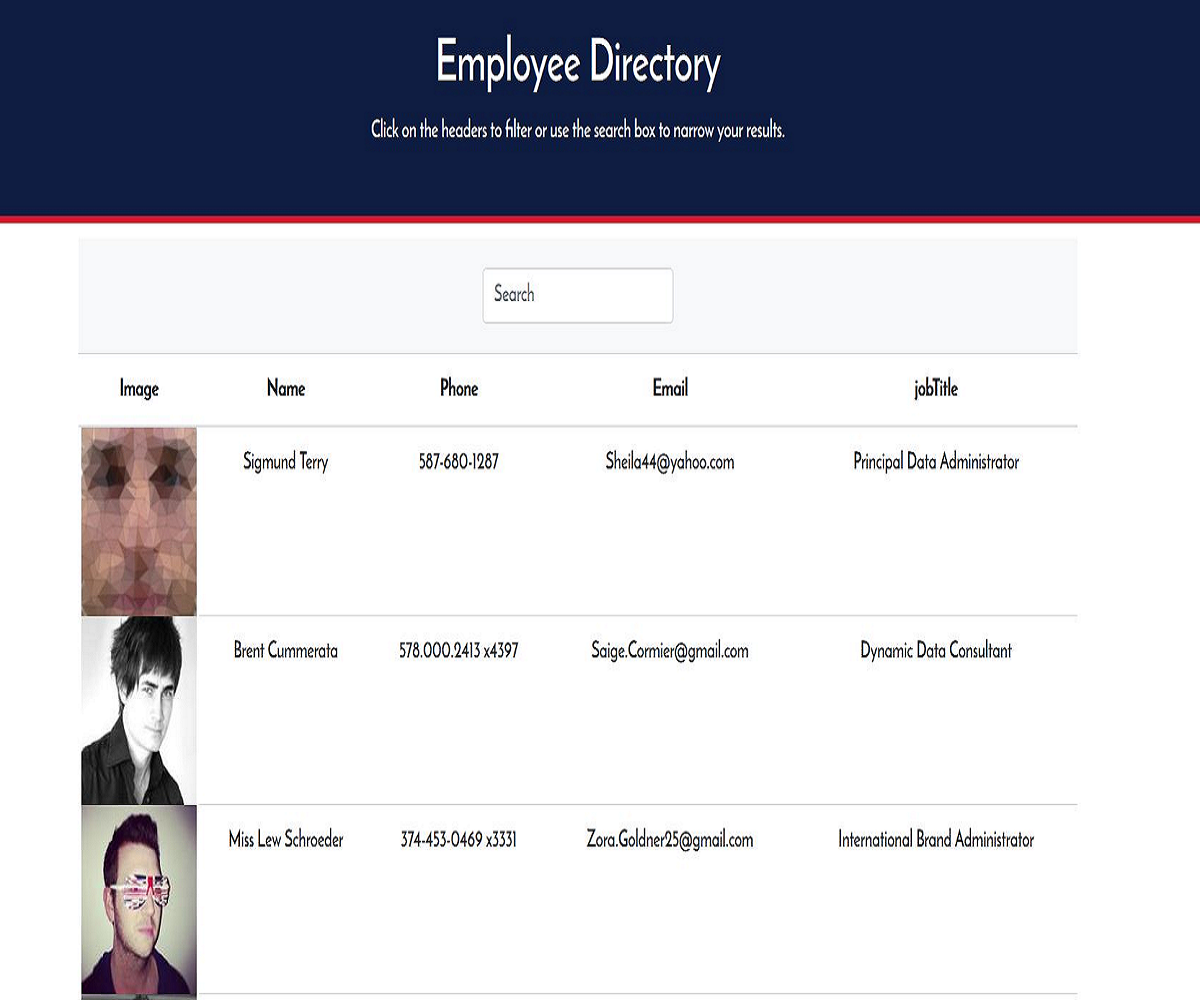 Employee Directory
Click on the headers to filter or use the search box to narrow your results.
Search
Image Name Phone Email jobTitle
Sigmund Terry 587-680-1287 Sheila44@yahoo.com Principal Data Administrator
Brent Cummerata 578.000.2413 x4397 Saige.Cormier@gmail.com Dynamic Data Consultant
Miss Lew Schroeder 374-453-0469 x3331 Zora.Goldner25@gmail.com International Brand Administrator